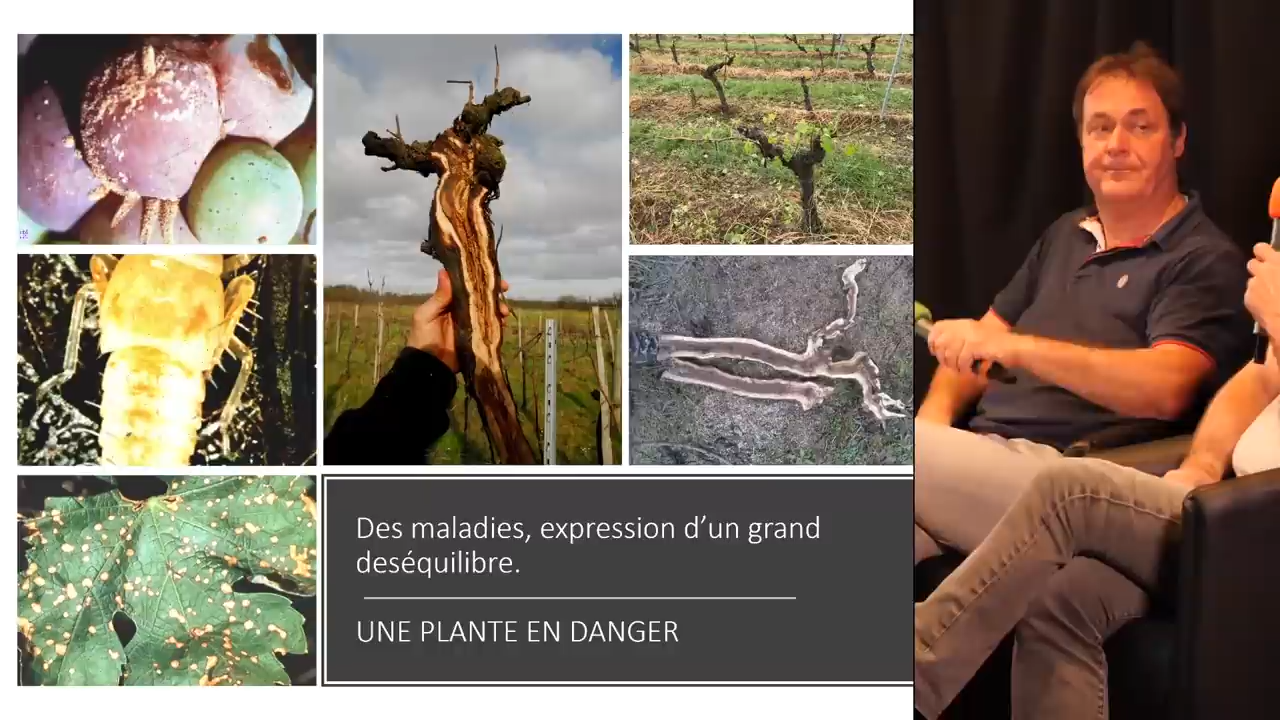 Des maladies, expression d’un grand
deséquilibre.
UNE PLANTE EN DANGER